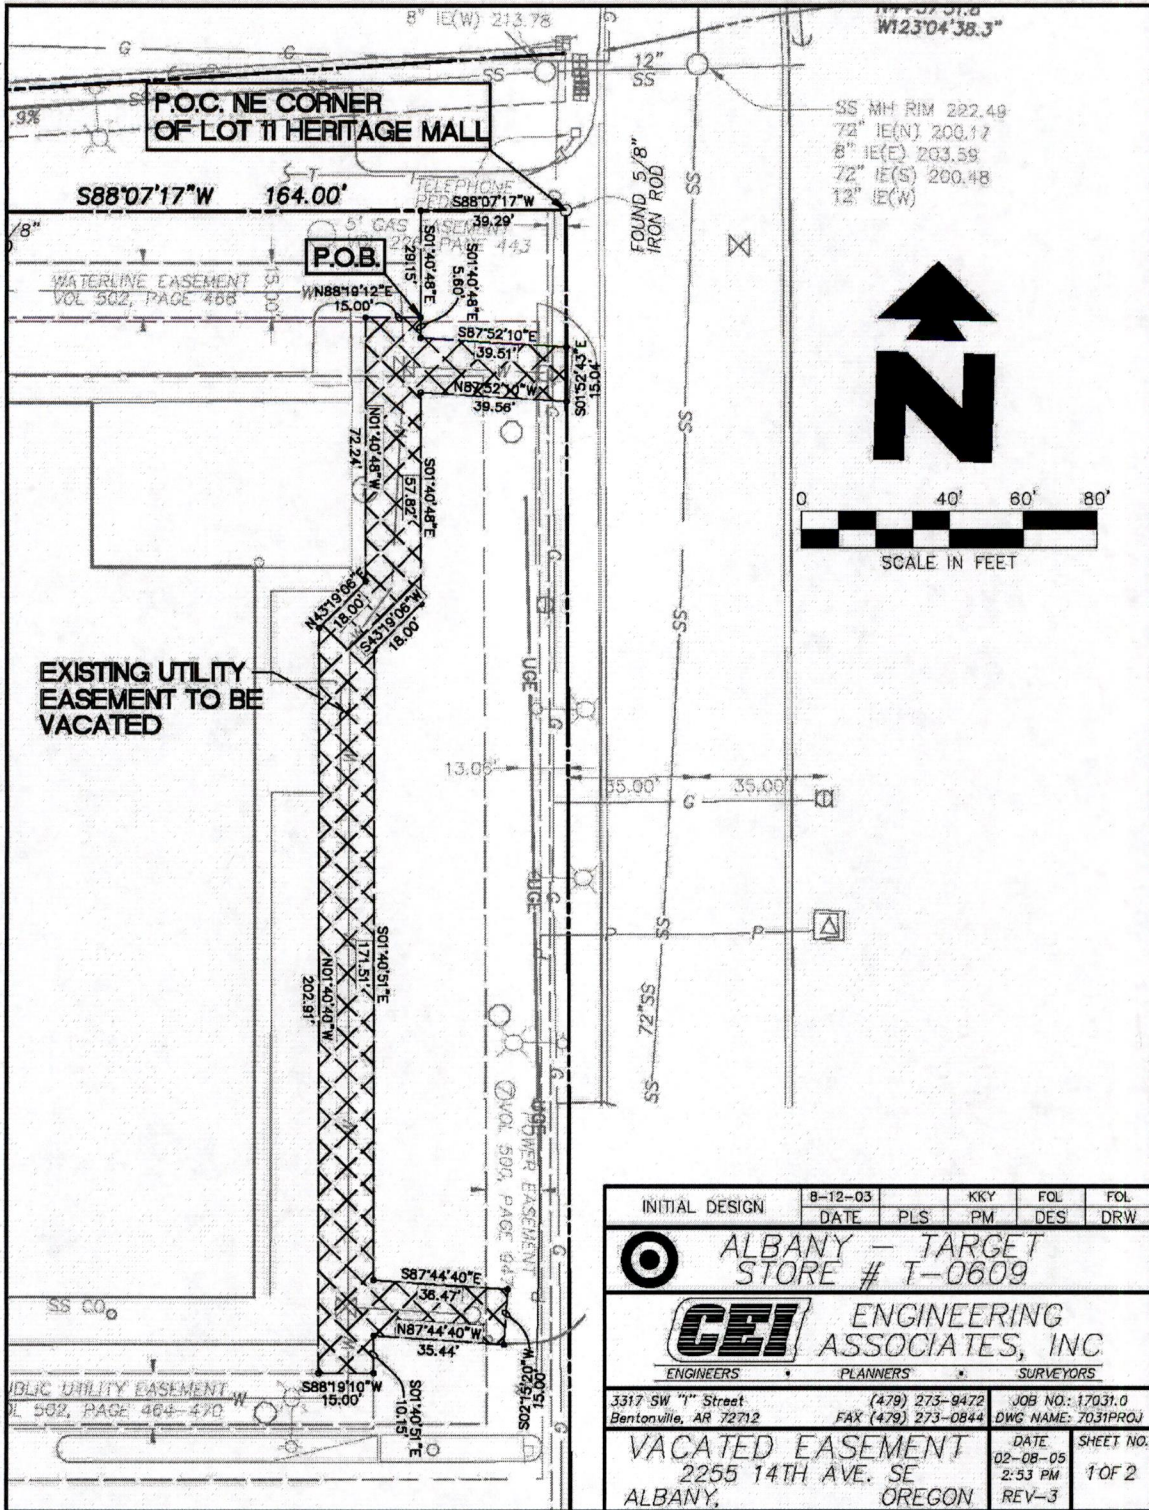 8" IE(W) 213.78
W123°04'38.3"
G
G
12"
SS
SS
SS
.9%
P.O.C. NE CORNER
OF LOT 11 HERITAGE MALL
SS MH RIM 222.49
72" IE(N) 200.17
8" IE(E) 203.59
72" IE(S) 200.48
12" IE(W)
FOUND 5/8"
IRON ROD
S88°07'17"W 164.00'
TELEPHONE
S88°07'17"W
39.29'
5' GAS EASEMENT
PAGE 443
P.O.B.
S01°40'48"E
29.15'
S01°40'48"E
5.60'
WATERLINE EASEMENT
VOL 502, PAGE 468
15.00'
W
N88°19'12"E
15.00'
S87°52'10"E
39.51'
N87°52'10"W
39.56'
S01°52'43"E
15.04'
N01°40'48"W
72.24'
S01°40'48"E
57.82'
N
0 40' 60' 80'
SCALE IN FEET
N43°19'06"E
18.00'
S43°19'06"W
18.00'
EXISTING UTILITY
EASEMENT TO BE
VACATED
UGE
13.06'
35.00'
35.00'
G
UGE
P
SS
P
S01°40'51"E
171.51'
N01°40'40"W
202.91'
72"SS
SS
7
POWER EASEMENT
VOL 500, PAGE 947
UGE
S87°44'40"E
36.47'
N87°44'40"W
35.44'
SS CO
S88°19'10"W
15.00'
S01°40'51"E
10.15'
S02°15'20"W
15.00'
UBLIC UTILITY EASEMENT
L 502, PAGE 464-470
W
INITIAL DESIGN 8-12-03 KKY FOL FOL
DATE PLS PM DES DRW
ALBANY - TARGET
STORE # T-0609
CEI ENGINEERING
ASSOCIATES, INC
ENGINEERS • PLANNERS • SURVEYORS
3317 SW "I" Street (479) 273-9472
Bentonville, AR 72712 FAX (479) 273-0844
JOB NO.: 17031.0
DWG NAME: 7031PROJ
VACATED EASEMENT
2255 14TH AVE. SE
ALBANY, OREGON
DATE
02-08-05
2:53 PM
REV-3
SHEET NO.
1 OF 2